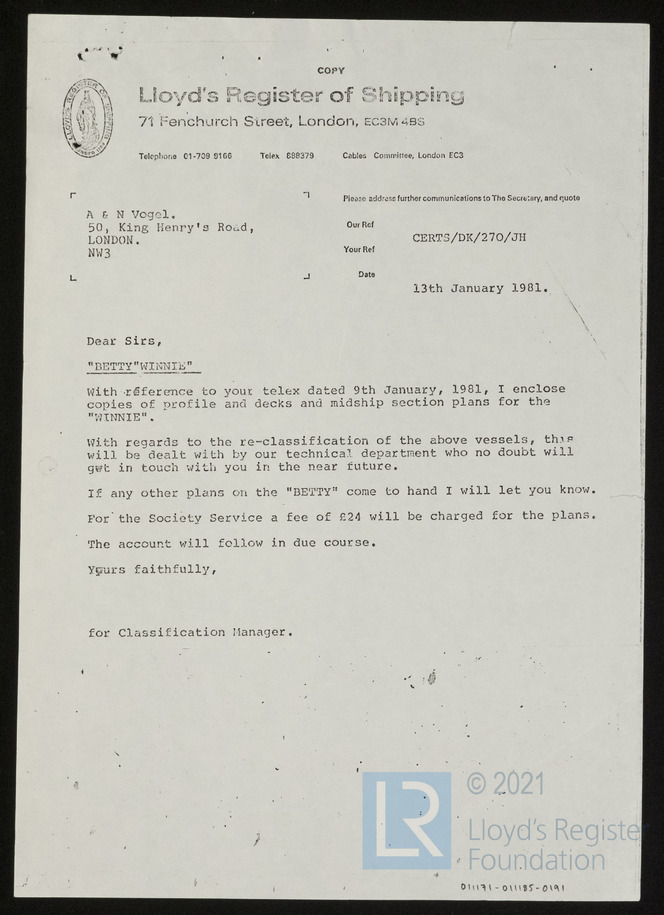 COPY
Lloyd's Register of Shipping
71 Fenchurch Street, London, EC3M 4BS
Telephone 01-709 9166 Telex 888379 Cables Committee, London EC3
Please address further communications to The Secretary, and quote
A & N Vogel.
50, King Henry's Road,
LONDON.
NW3
Our Ref
CERTS/DK/270/JH
Your Ref
Date
13th January 1981.
Dear Sirs,
"BETTY"WINNIE"
With reference to your telex dated 9th January, 1981, I enclose
copies of profile and decks and midship section plans for the
"WINNIE".
With regards to the re-classification of the above vessels, this
will be dealt with by our technical department who no doubt will
get in touch with you in the near future.
If any other plans on the "BETTY" come to hand I will let you know.
For the Society Service a fee of £24 will be charged for the plans.
The account will follow in due course.
Yours faithfully,
for Classification Manager.
LR
© 2021
Lloyd's Register
Foundation
011171-011185-0191